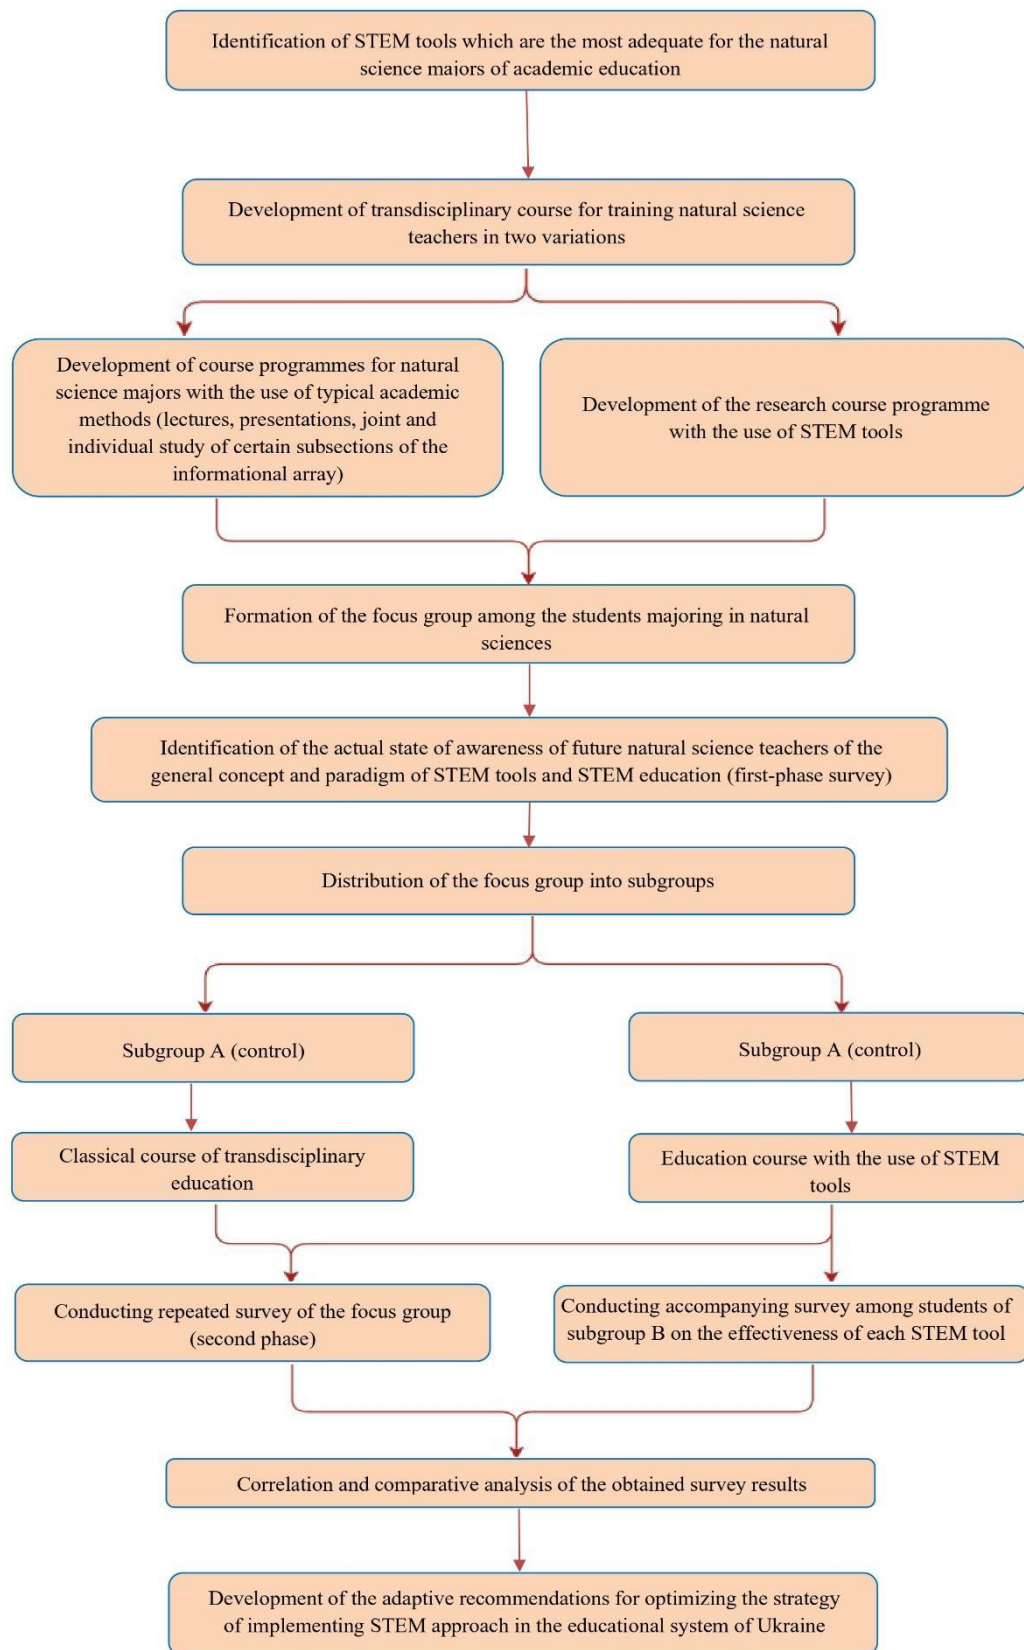 Identification of STEM tools which are the most adequate for the natural
science majors of academic education
Development of transdisciplinary course for training natural science
teachers in two variations
Development of course programmes for natural
science majors with the use of typical academic
methods (lectures, presentations, joint and
individual study of certain subsections of the
informational array)
Development of the research course programme
with the use of STEM tools
Formation of the focus group among the students majoring in natural
sciences
Identification of the actual state of awareness of future natural science teachers of the
general concept and paradigm of STEM tools and STEM education (first-phase survey)
Distribution of the focus group into subgroups
Subgroup A (control)
Subgroup A (control)
Classical course of transdisciplinary
education
Education course with the use of STEM
tools
Conducting repeated survey of the focus group
(second phase)
Conducting accompanying survey among students of
subgroup B on the effectiveness of each STEM tool
Correlation and comparative analysis of the obtained survey results
Development of the adaptive recommendations for optimizing the strategy
of implementing STEM approach in the educational system of Ukraine